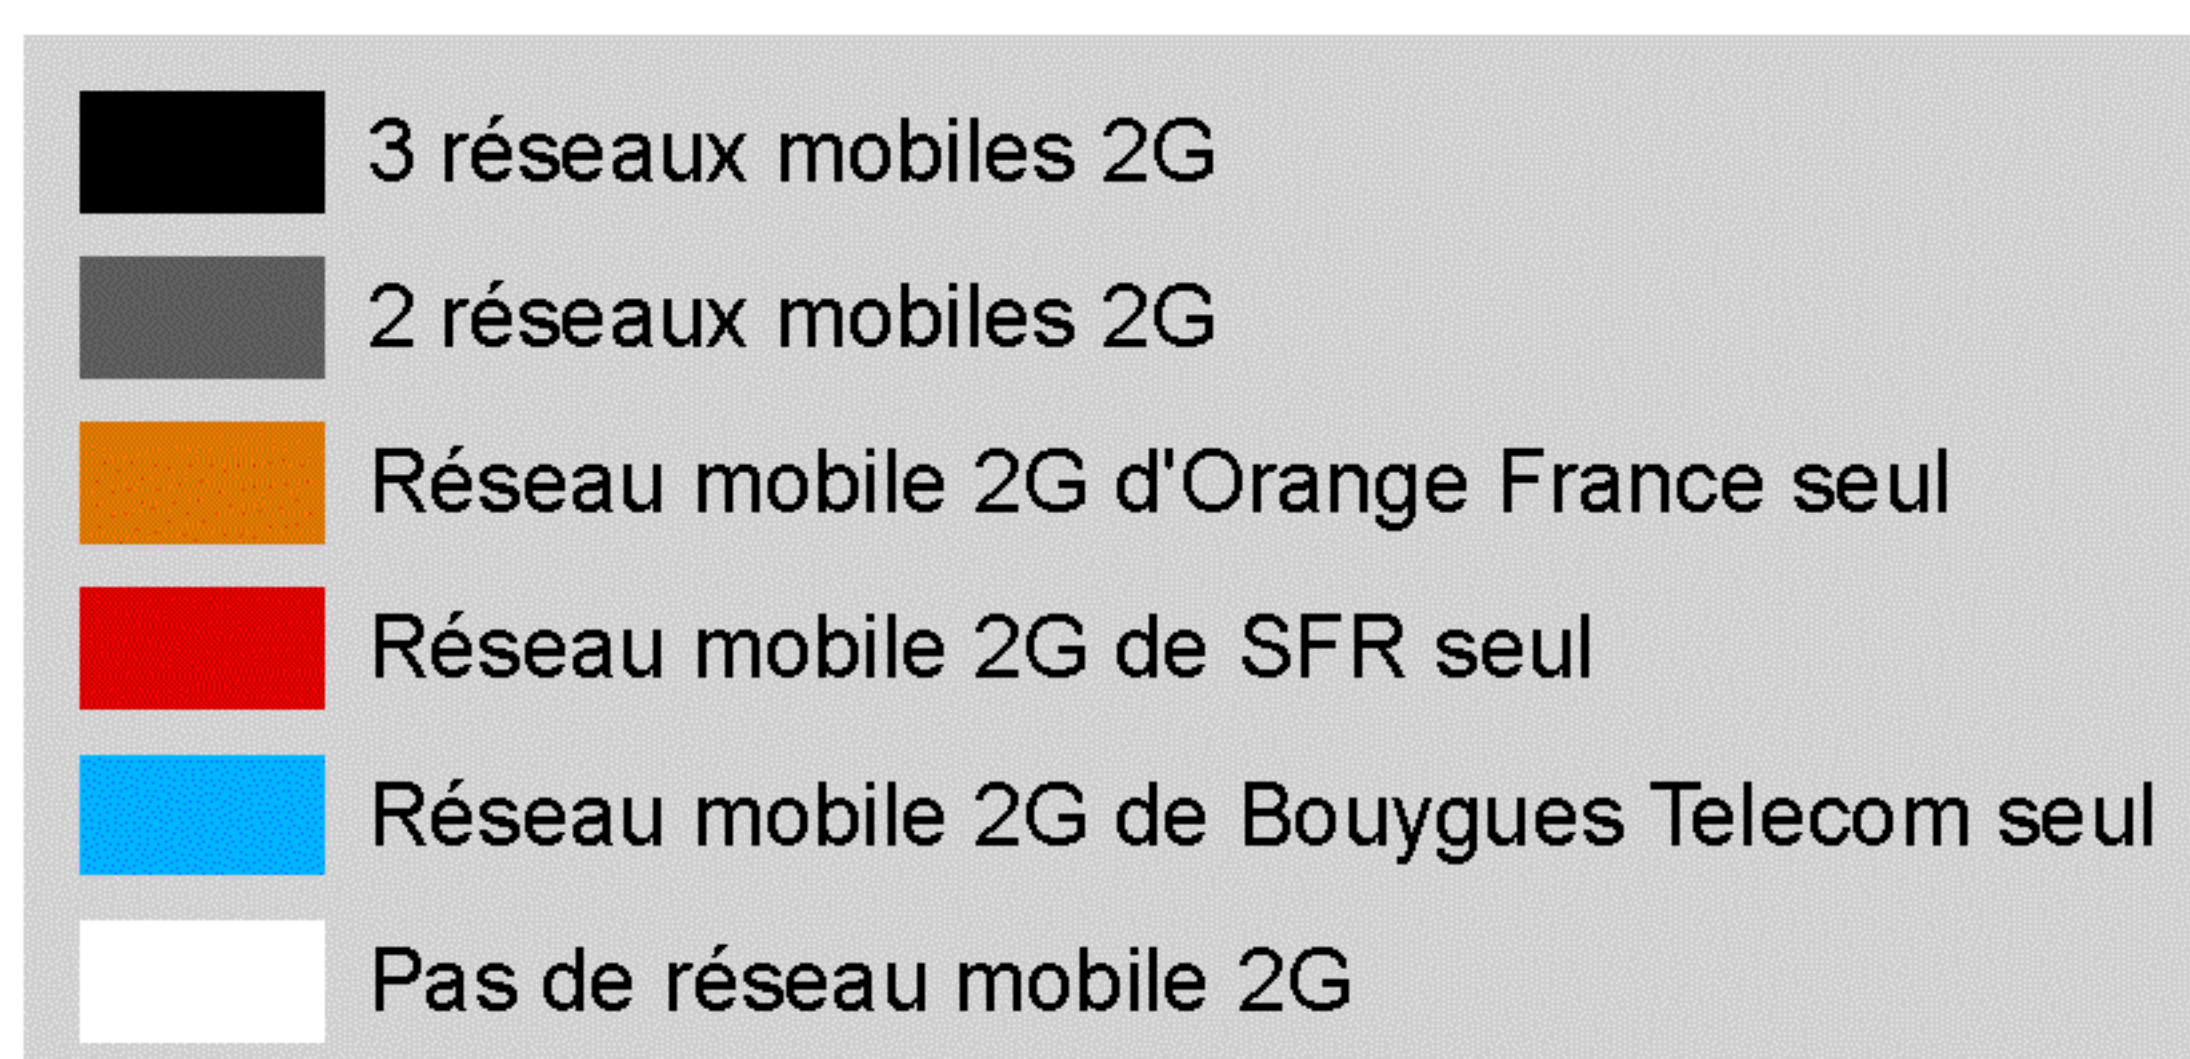 3 réseaux mobiles 2G
2 réseaux mobiles 2G
Réseau mobile 2G d'Orange France seul
Réseau mobile 2G de SFR seul
Réseau mobile 2G de Bouygues Telecom seul
Pas de réseau mobile 2G